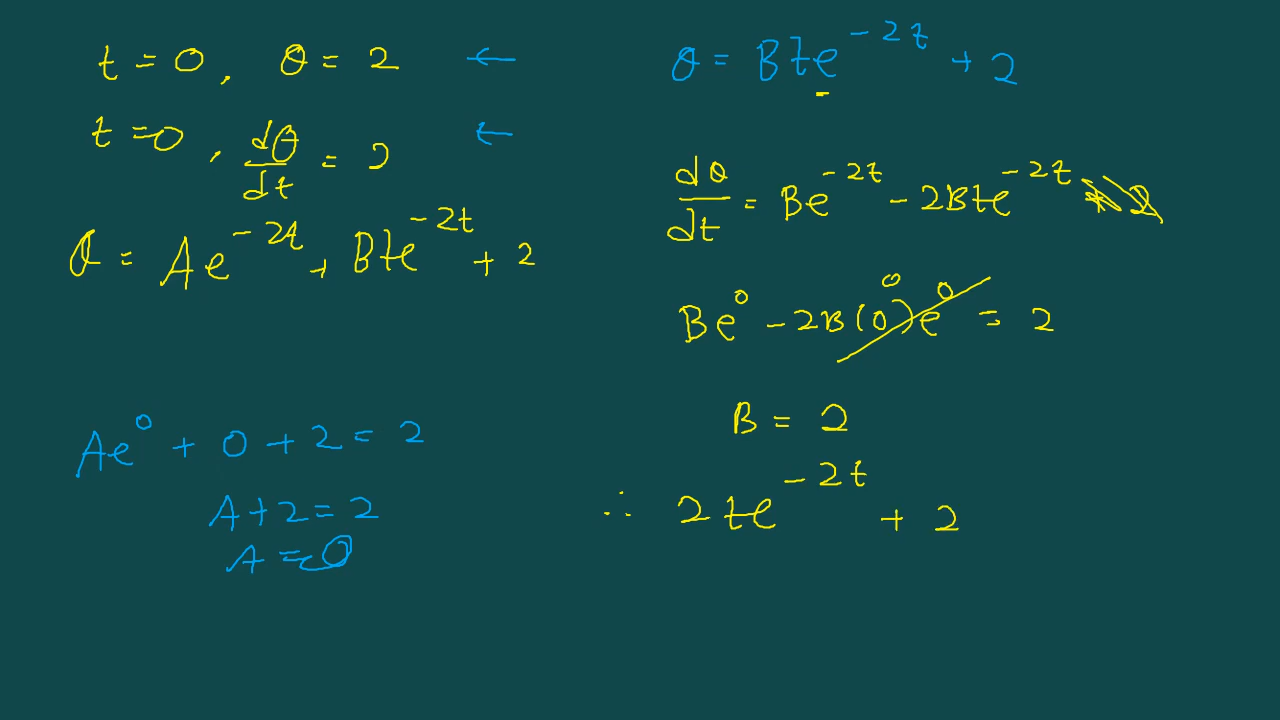 t = 0, θ = 2 ←
t = 0, dθ/dt = 2 ←
θ = Ae^{-2t} + Bte^{-2t} + 2
Ae^0 + 0 + 2 = 2
A + 2 = 2
A = 0
θ = Bte^{-2t} + 2
dθ/dt = Be^{-2t} - 2Bte^{-2t}
Be^0 - 2B(0)e^0 = 2
B = 2
∴ 2te^{-2t} + 2